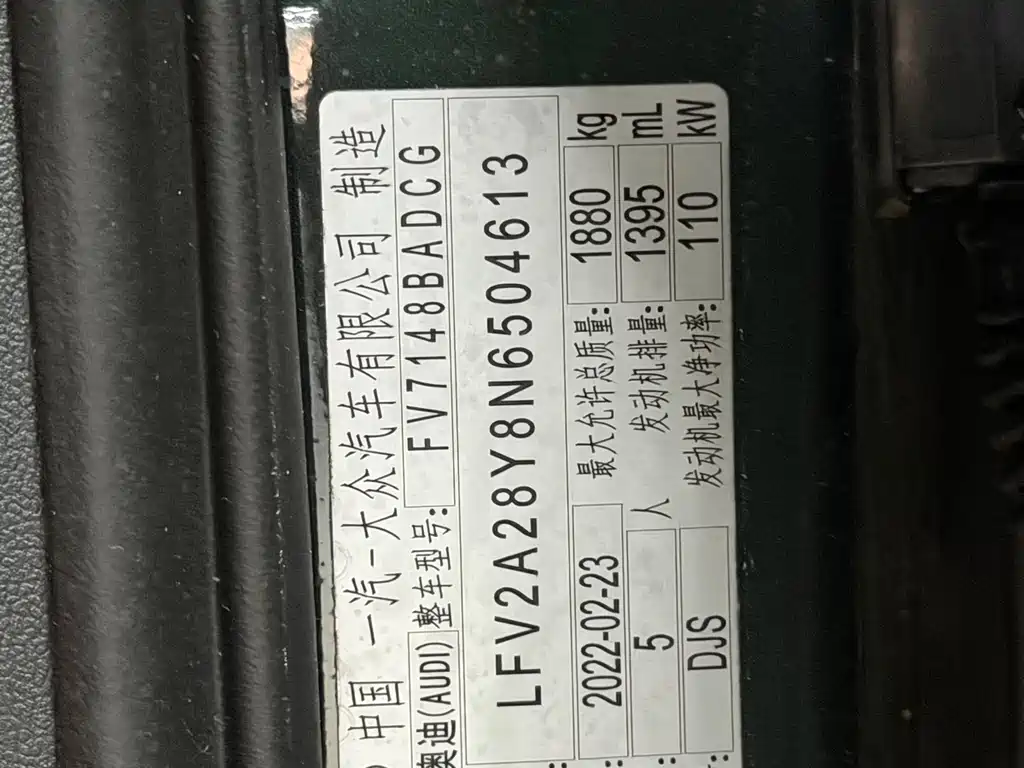 中国 一汽-大众汽车有限公司 制造
奥迪(AUDI) 整车型号: FV7148BADCG
LFV2A28Y8N6504613
2022-02-23 最大允许总质量: 1880 kg
5 人 发动机排量: 1395 mL
DJS 发动机最大净功率: 110 kW